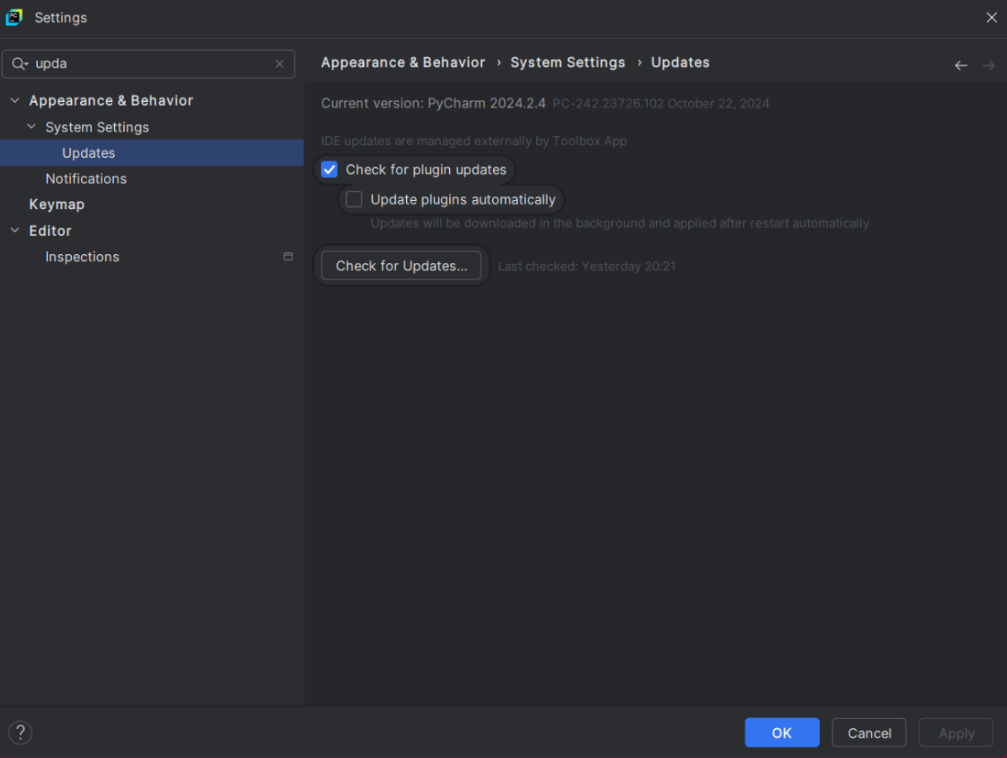 PC Settings
upda
Appearance & Behavior
System Settings
Updates
Notifications
Keymap
Editor
Inspections
Appearance & Behavior › System Settings › Updates
Current version: PyCharm 2024.2.4 PC-242.23726.102 October 22, 2024
IDE updates are managed externally by Toolbox App
Check for plugin updates
Update plugins automatically
Updates will be downloaded in the background and applied after restart automatically
Check for Updates... Last checked: Yesterday 20:21
? OK Cancel Apply